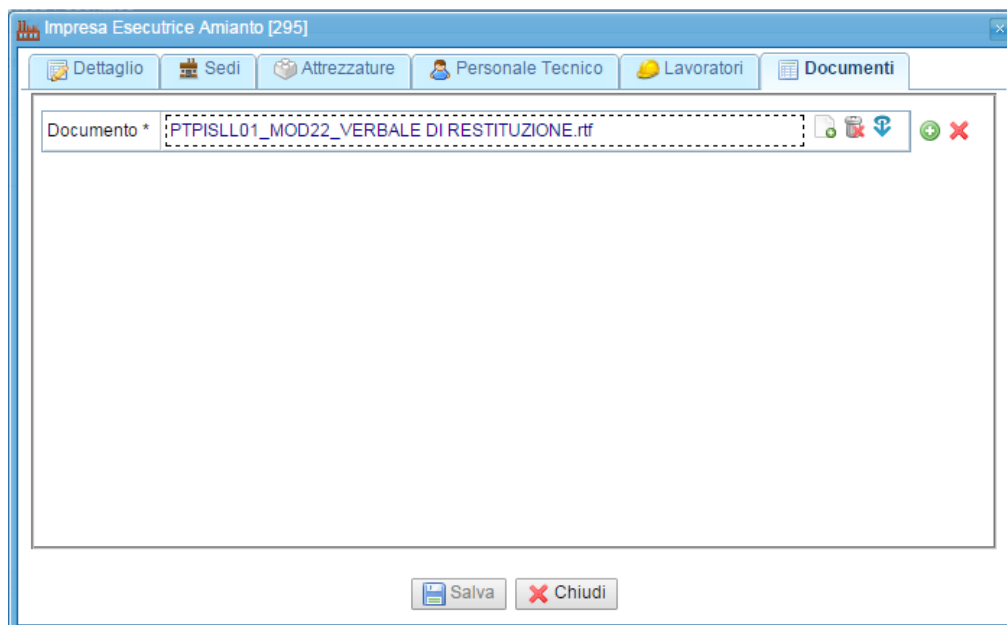 Impresa Esecutrice Amianto [295]
Dettaglio Sedi Attrezzature Personale Tecnico Lavoratori Documenti
Documento * PTPISLL01_MOD22_VERBALE DI RESTITUZIONE.rtf
Salva Chiudi